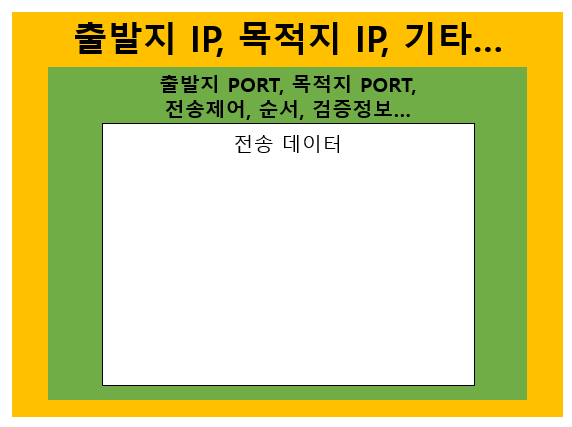 출발지 IP, 목적지 IP, 기타...
출발지 PORT, 목적지 PORT,
전송제어, 순서, 검증정보...
전송 데이터